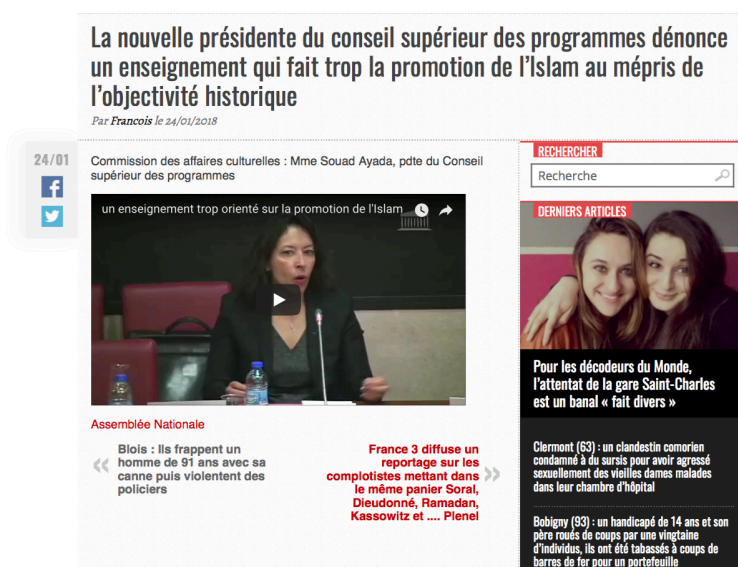 La nouvelle présidente du conseil supérieur des programmes dénonce
un enseignement qui fait trop la promotion de l'Islam au mépris de
l'objectivité historique
Par Francois le 24/01/2018
24/01
Commission des affaires culturelles : Mme Souad Ayada, pdte du Conseil
supérieur des programmes
un enseignement trop orienté sur la promotion de l'Islam
Assemblée Nationale
Blois : Ils frappent un
homme de 91 ans avec sa
canne puis violentent des
policiers
France 3 diffuse un
reportage sur les
complotistes mettant dans
le même panier Soral,
Dieudonné, Ramadan,
Kassowitz et .... Plenel
RECHERCHER
Recherche
DERNIERS ARTICLES
Pour les décodeurs du Monde,
l'attentat de la gare Saint-Charles
est un banal « fait divers »
Clermont (63) : un clandestin comorien
condamné à du sursis pour avoir agressé
sexuellement des vieilles dames malades
dans leur chambre d'hôpital
Bobigny (93) : un handicapé de 14 ans et son
père roués de coups par une vingtaine
d'individus, ils ont été tabassés à coups de
barres de fer pour un portefeuille